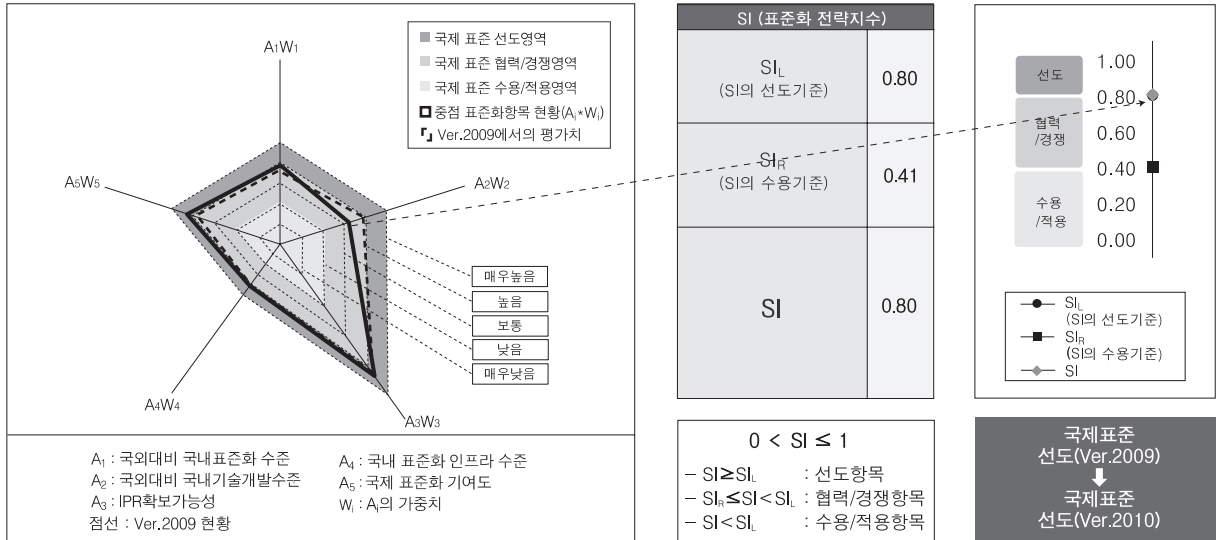 국제 표준 선도영역
국제 표준 협력/경쟁영역
국제 표준 수용/적용영역
중점 표준화항목 현황(Ai*Wi)
Ver.2009에서의 평가치
A1W1
A2W2
A3W3
A4W4
A5W5
매우높음
높음
보통
낮음
매우낮음
A1 : 국외대비 국내표준화 수준
A2 : 국외대비 국내기술개발수준
A3 : IPR확보가능성
점선 : Ver.2009 현황
A4 : 국내 표준화 인프라 수준
A5 : 국제 표준화 기여도
Wi : Ai의 가중치
SI (표준화 전략지수)
SIL
(SI의 선도기준)
0.80
SIR
(SI의 수용기준)
0.41
SI
0.80
0 < SI ≤ 1
– SI≥SIL : 선도항목
– SIR≤SI<SIL : 협력/경쟁항목
– SI<SIL : 수용/적용항목
선도
협력
/경쟁
수용
/적용
1.00
0.80
0.60
0.40
0.20
0.00
SIL
(SI의 선도기준)
SIR
(SI의 수용기준)
SI
국제표준
선도(Ver.2009)
국제표준
선도(Ver.2010)